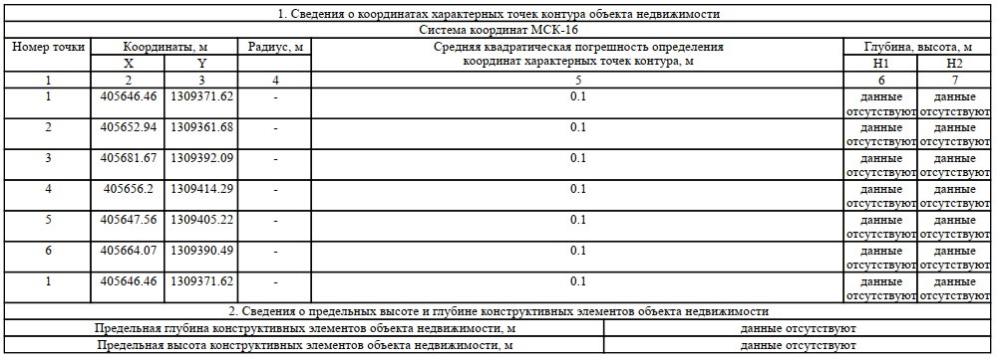 1. Сведения о координатах характерных точек контура объекта недвижимости
Система координат МСК-16
Номер точки Координаты, м Радиус, м Средняя квадратическая погрешность определения координат характерных точек контура, м Глубина, высота, м
X Y H1 H2
1 2 3 4 5 6 7
1 405646.46 1309371.62 - 0.1 данные отсутствуют данные отсутствуют
2 405652.94 1309361.68 - 0.1 данные отсутствуют данные отсутствуют
3 405681.67 1309392.09 - 0.1 данные отсутствуют данные отсутствуют
4 405656.2 1309414.29 - 0.1 данные отсутствуют данные отсутствуют
5 405647.56 1309405.22 - 0.1 данные отсутствуют данные отсутствуют
6 405664.07 1309390.49 - 0.1 данные отсутствуют данные отсутствуют
1 405646.46 1309371.62 - 0.1 данные отсутствуют данные отсутствуют
2. Сведения о предельных высоте и глубине конструктивных элементов объекта недвижимости
Предельная глубина конструктивных элементов объекта недвижимости, м данные отсутствуют
Предельная высота конструктивных элементов объекта недвижимости, м данные отсутствуют